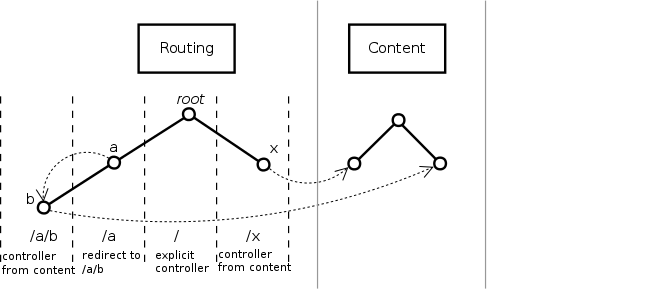 Routing
Content
root
a
x
b
/a/b
/a
/
/x
controller
from content
redirect to
/a/b
explicit
controller
controller
from content